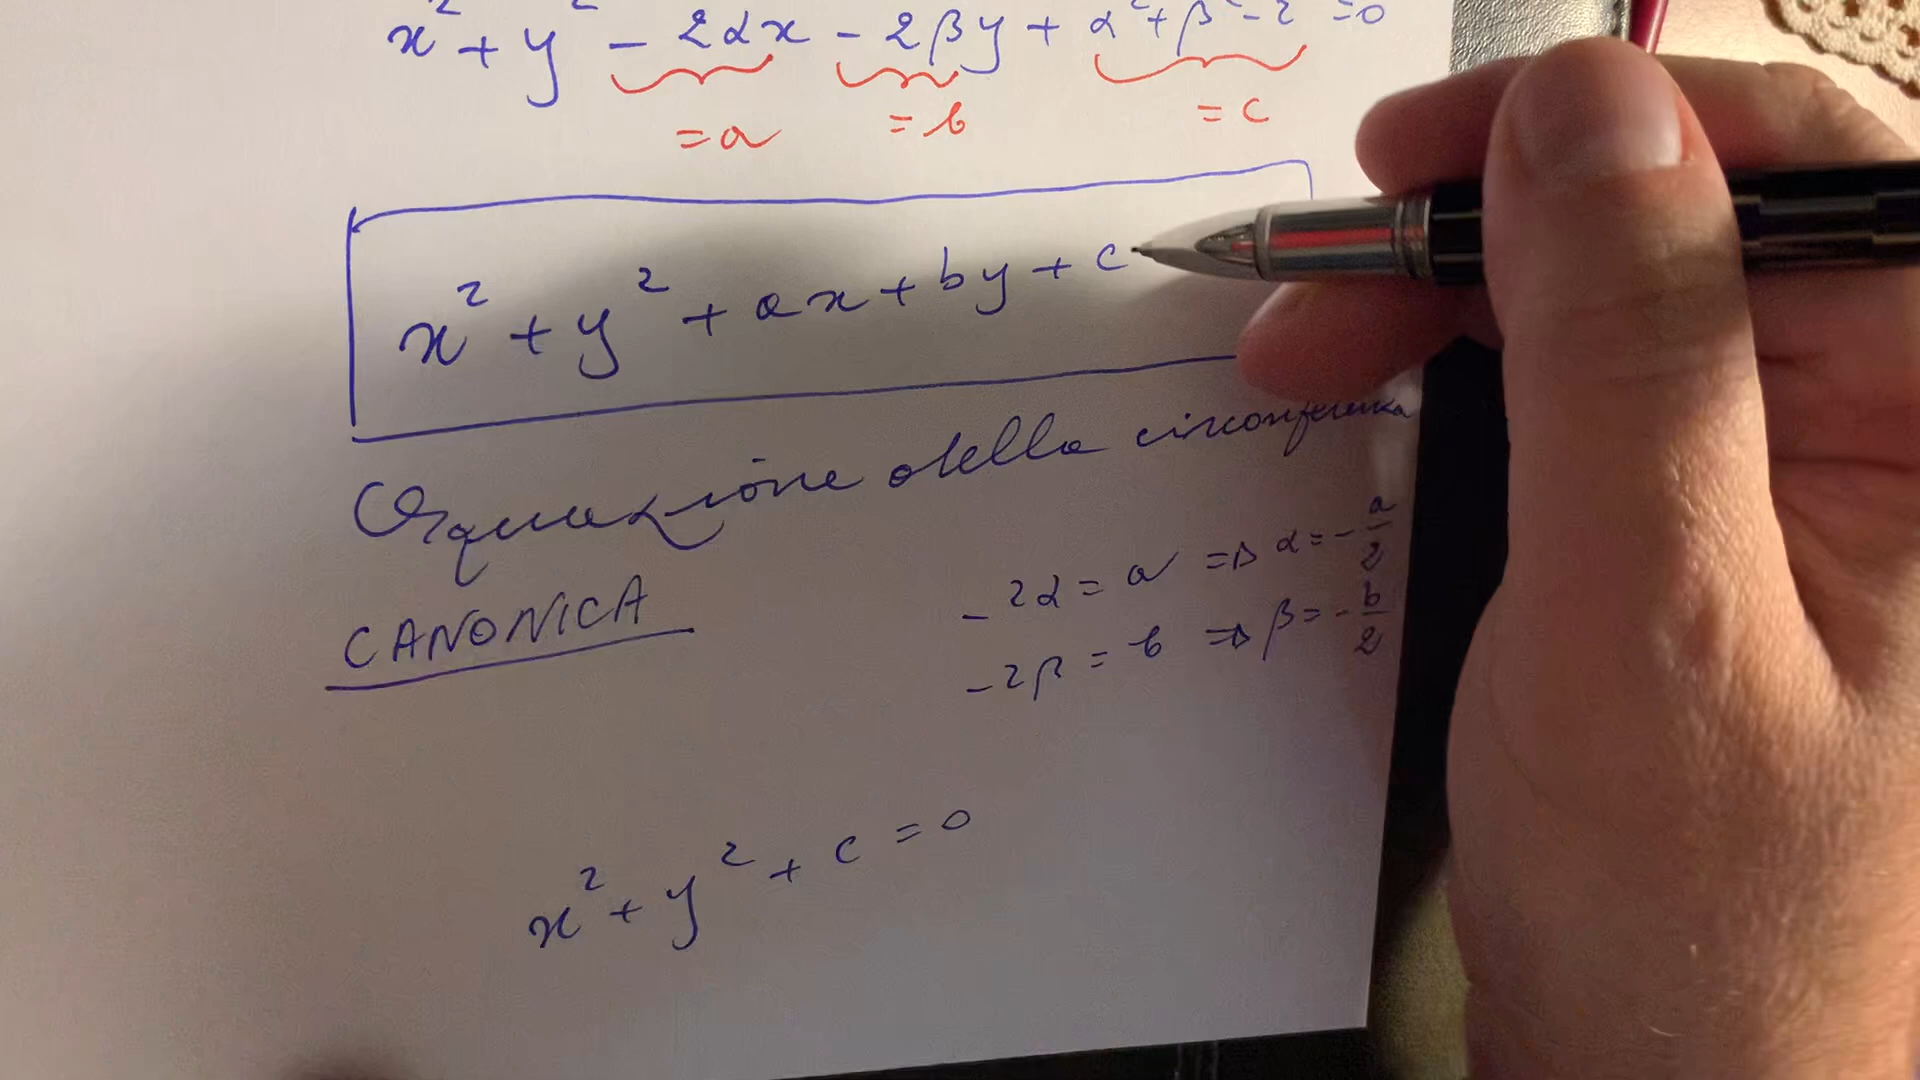 x² + y² - 2αx - 2βy + α² + β² - r² = 0
= a = b = c
x² + y² + ax + by + c
Equazione della circonferenza
CANONICA
-2α = a ⇒ α = -a/2
-2β = b ⇒ β = -b/2
x² + y² + c = 0